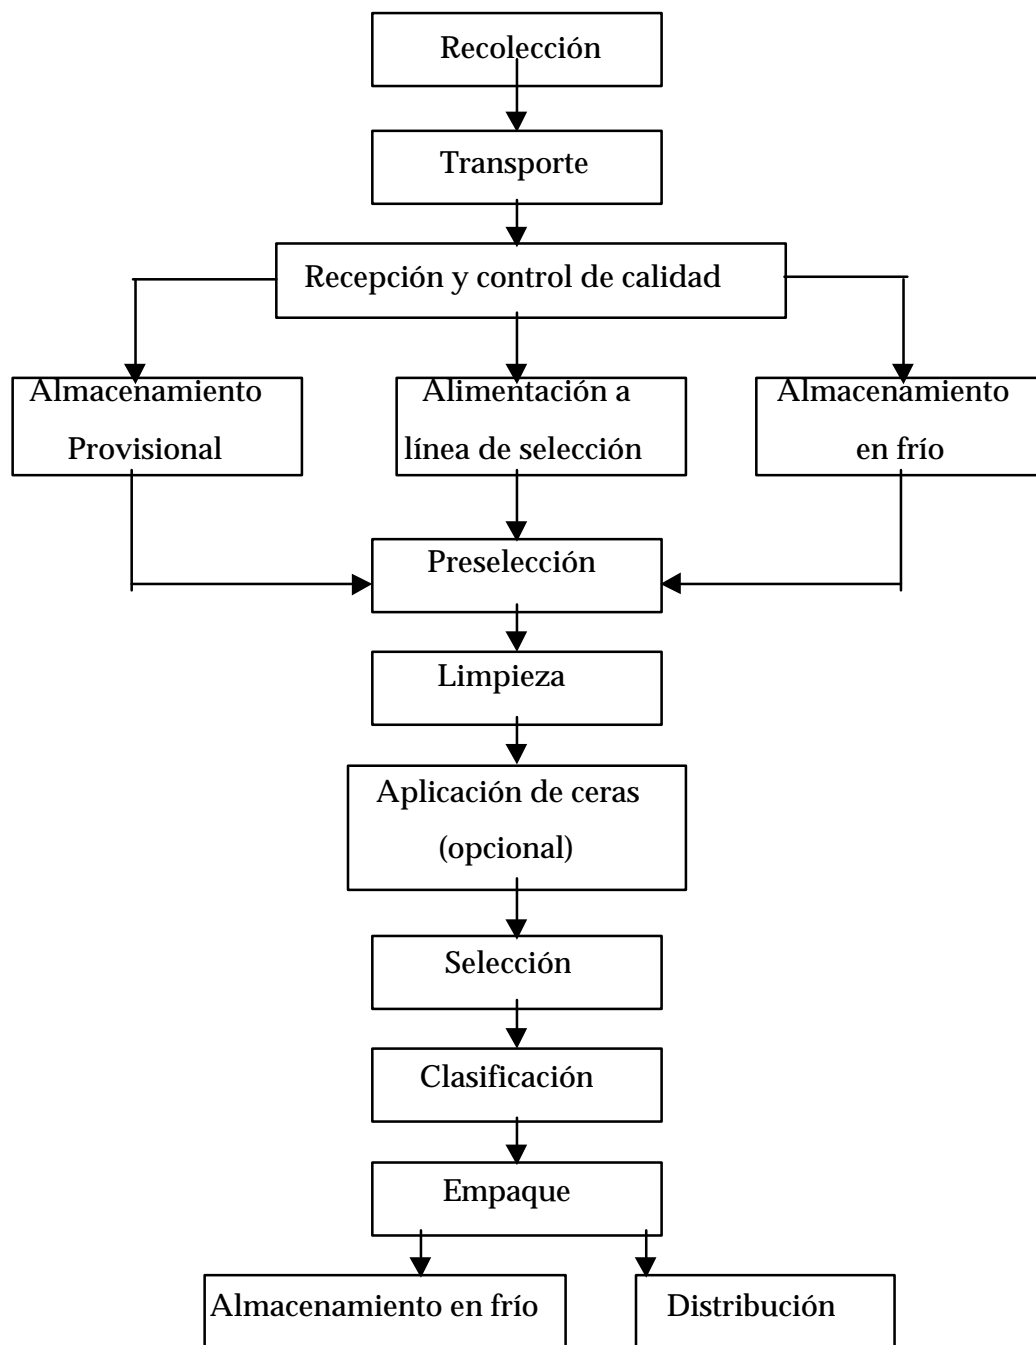 Recolección
Transporte
Recepción y control de calidad
Almacenamiento
Provisional
Alimentación a
línea de selección
Almacenamiento
en frío
Preselección
Limpieza
Aplicación de ceras
(opcional)
Selección
Clasificación
Empaque
Almacenamiento en frío
Distribución